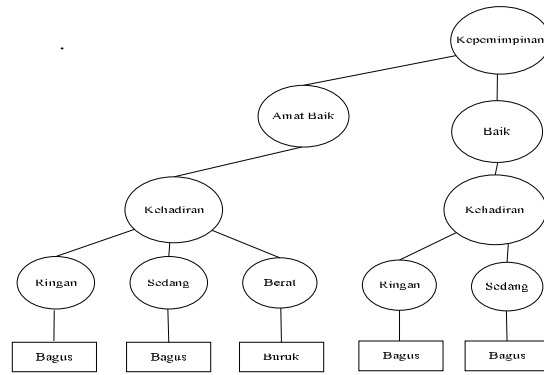 Kepemimpinan
Amat Baik
Baik
Kehadiran
Kehadiran
Ringan
Sedang
Berat
Ringan
Sedang
Bagus
Bagus
Buruk
Bagus
Bagus